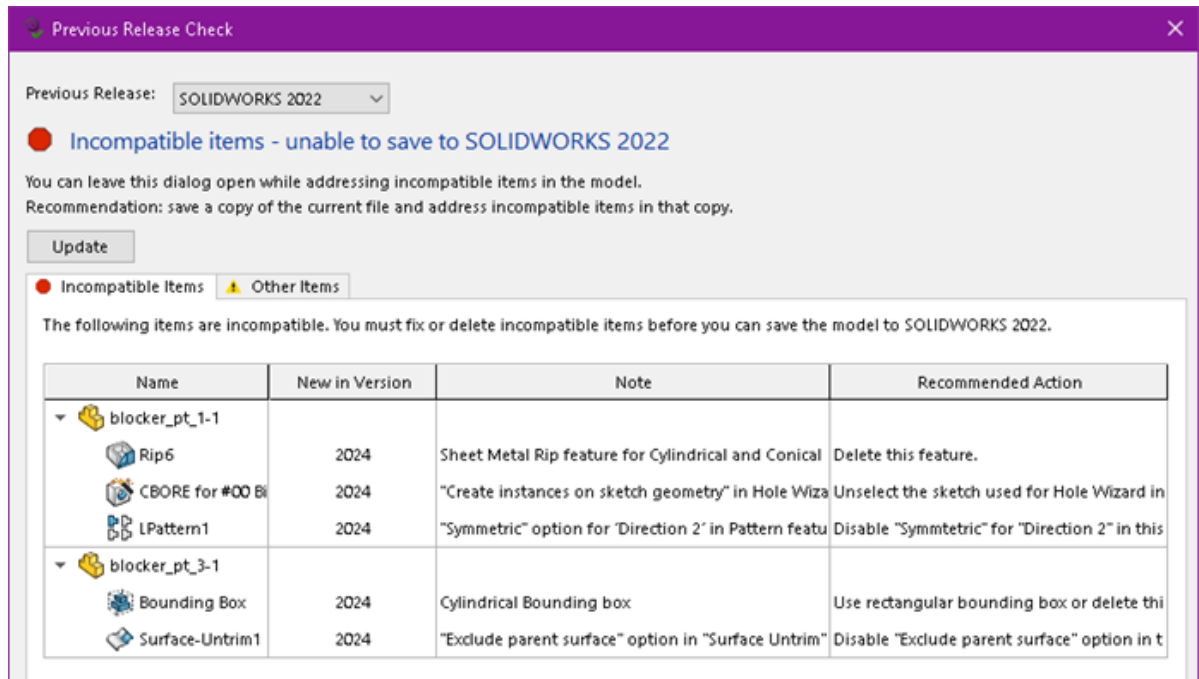 Previous Release Check
Previous Release: SOLIDWORKS 2022
Incompatible items - unable to save to SOLIDWORKS 2022
You can leave this dialog open while addressing incompatible items in the model.
Recommendation: save a copy of the current file and address incompatible items in that copy.
Update
Incompatible Items Other Items
The following items are incompatible. You must fix or delete incompatible items before you can save the model to SOLIDWORKS 2022.
Name New in Version Note Recommended Action
blocker_pt_1-1
Rip6 2024 Sheet Metal Rip feature for Cylindrical and Conical Delete this feature.
CBORE for #00 Bi 2024 "Create instances on sketch geometry" in Hole Wiza Unselect the sketch used for Hole Wizard in
LPattern1 2024 "Symmetric" option for 'Direction 2' in Pattern featu Disable "Symmtetric" for "Direction 2" in this
blocker_pt_3-1
Bounding Box 2024 Cylindrical Bounding box Use rectangular bounding box or delete thi
Surface-Untrim1 2024 "Exclude parent surface" option in "Surface Untrim" Disable "Exclude parent surface" option in t